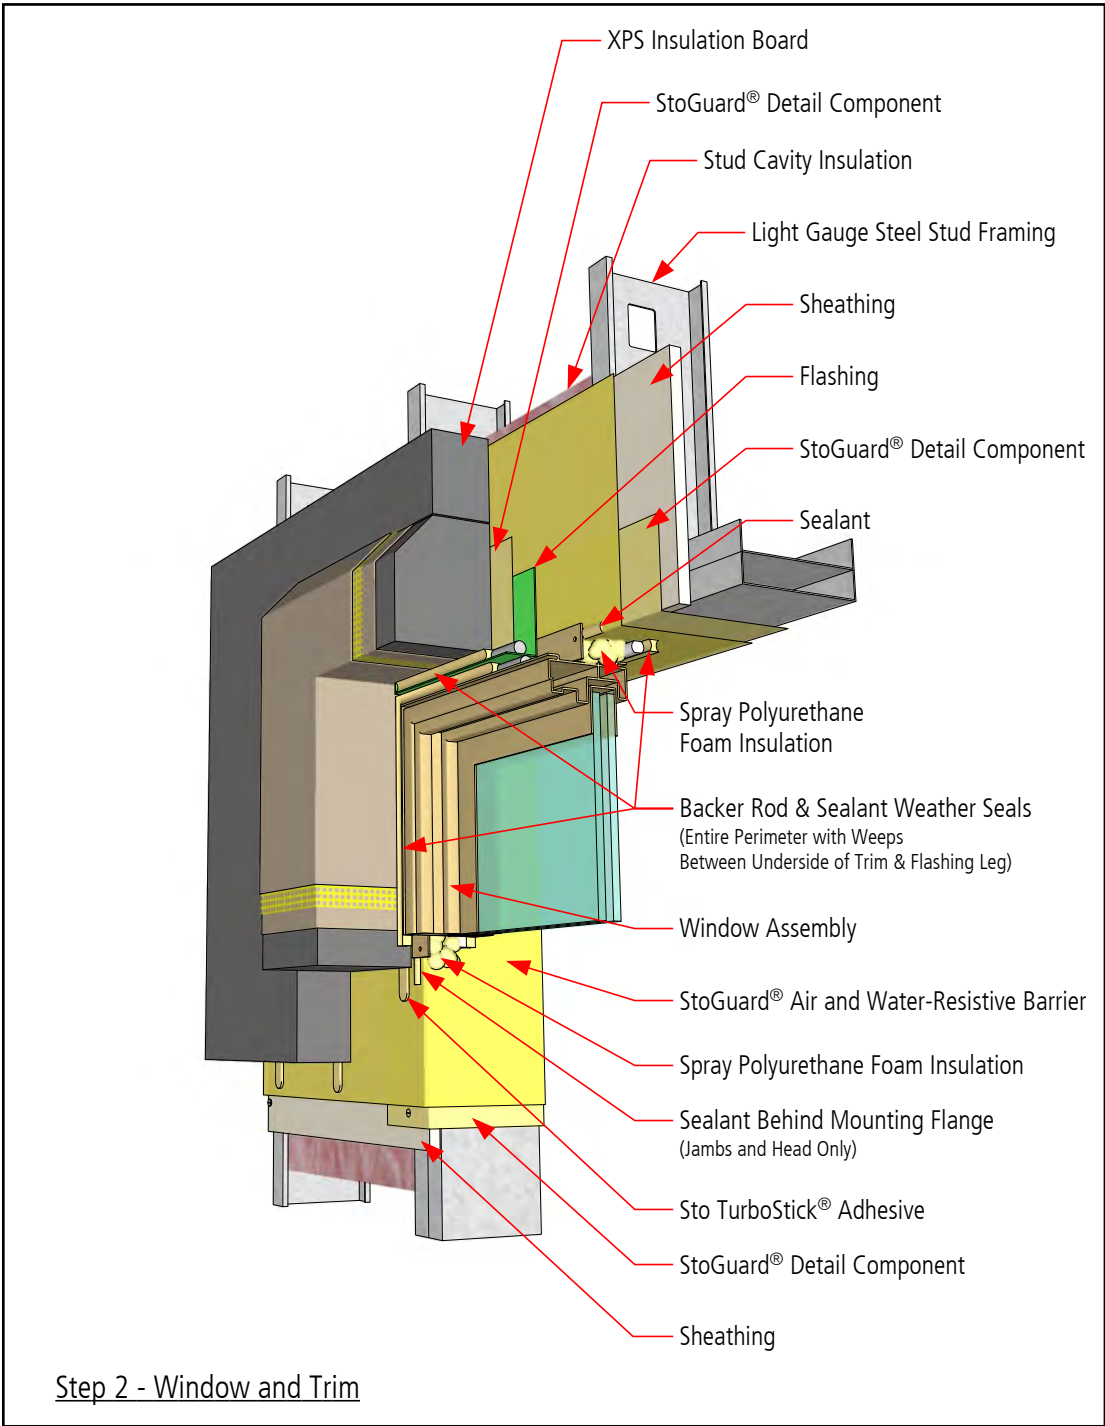 XPS Insulation Board
StoGuard® Detail Component
Stud Cavity Insulation
Light Gauge Steel Stud Framing
Sheathing
Flashing
StoGuard® Detail Component
Sealant
Spray Polyurethane
Foam Insulation
Backer Rod & Sealant Weather Seals
(Entire Perimeter with Weeps
Between Underside of Trim & Flashing Leg)
Window Assembly
StoGuard® Air and Water-Resistive Barrier
Spray Polyurethane Foam Insulation
Sealant Behind Mounting Flange
(Jambs and Head Only)
Sto TurboStick® Adhesive
StoGuard® Detail Component
Sheathing
Step 2 - Window and Trim